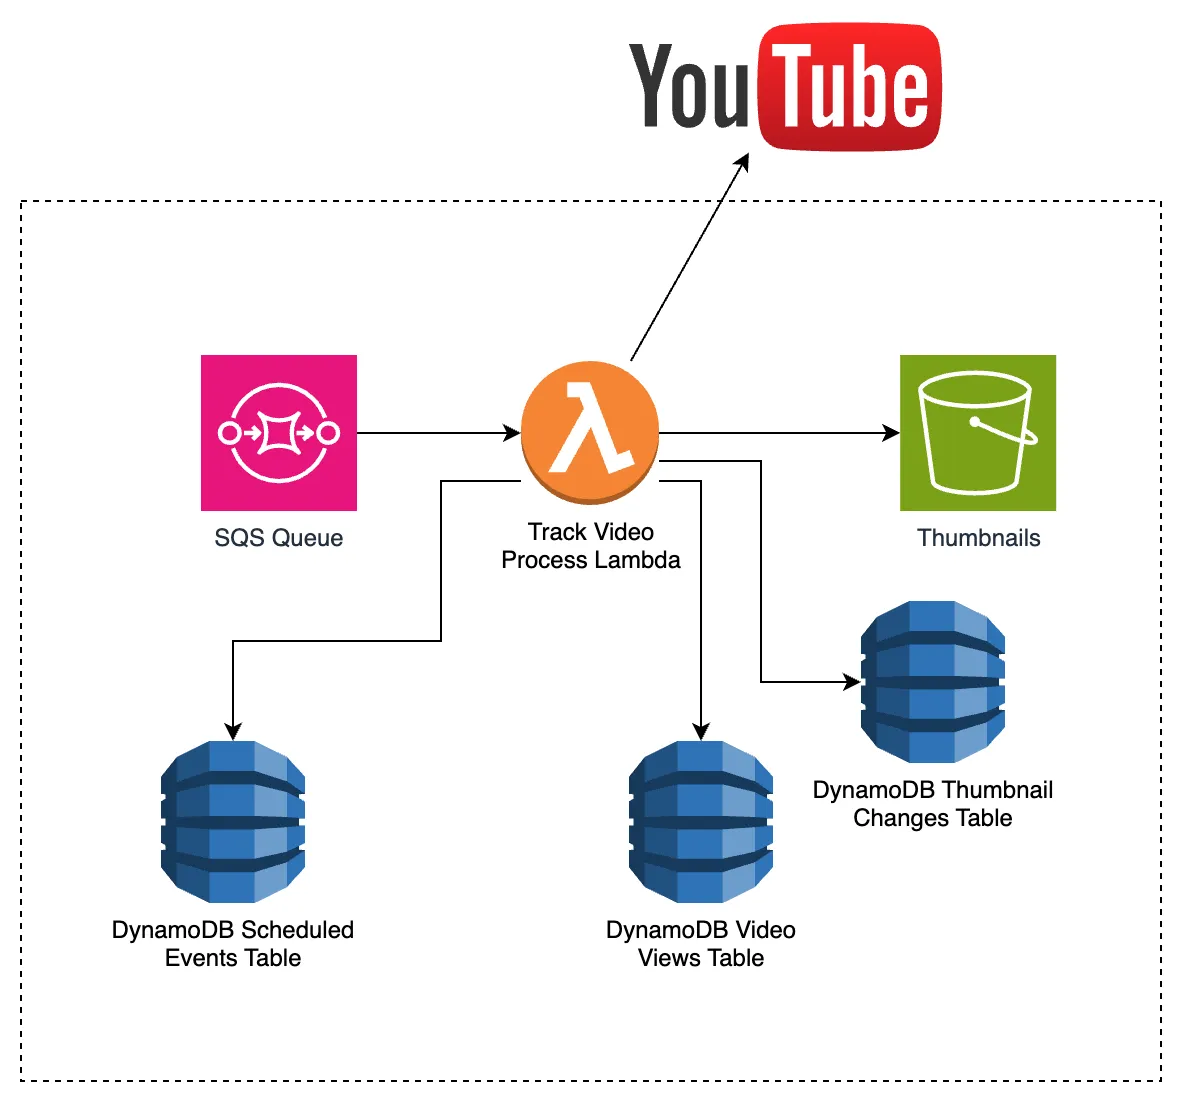 YouTube
SQS Queue
Track Video
Process Lambda
Thumbnails
DynamoDB Thumbnail
Changes Table
DynamoDB Scheduled
Events Table
DynamoDB Video
Views Table